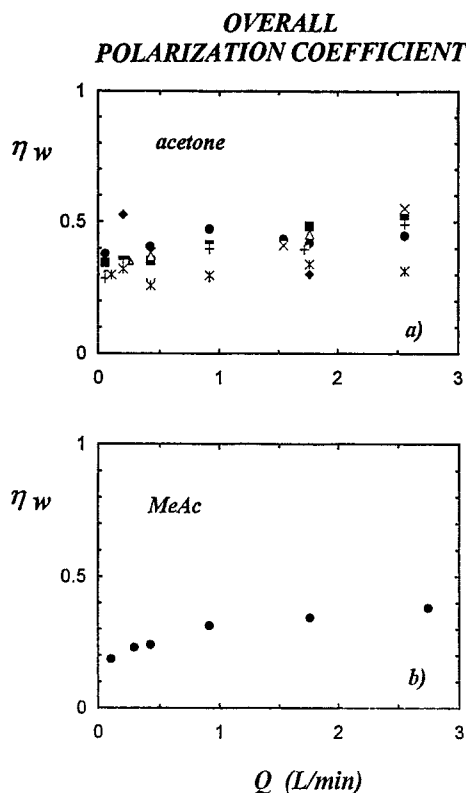 OVERALL
POLARIZATION COEFFICIENT
1
η w
acetone
0.5
a)
0
0 1 2 3
1
η w
MeAc
0.5
b)
0
0 1 2 3
Q (L/min)